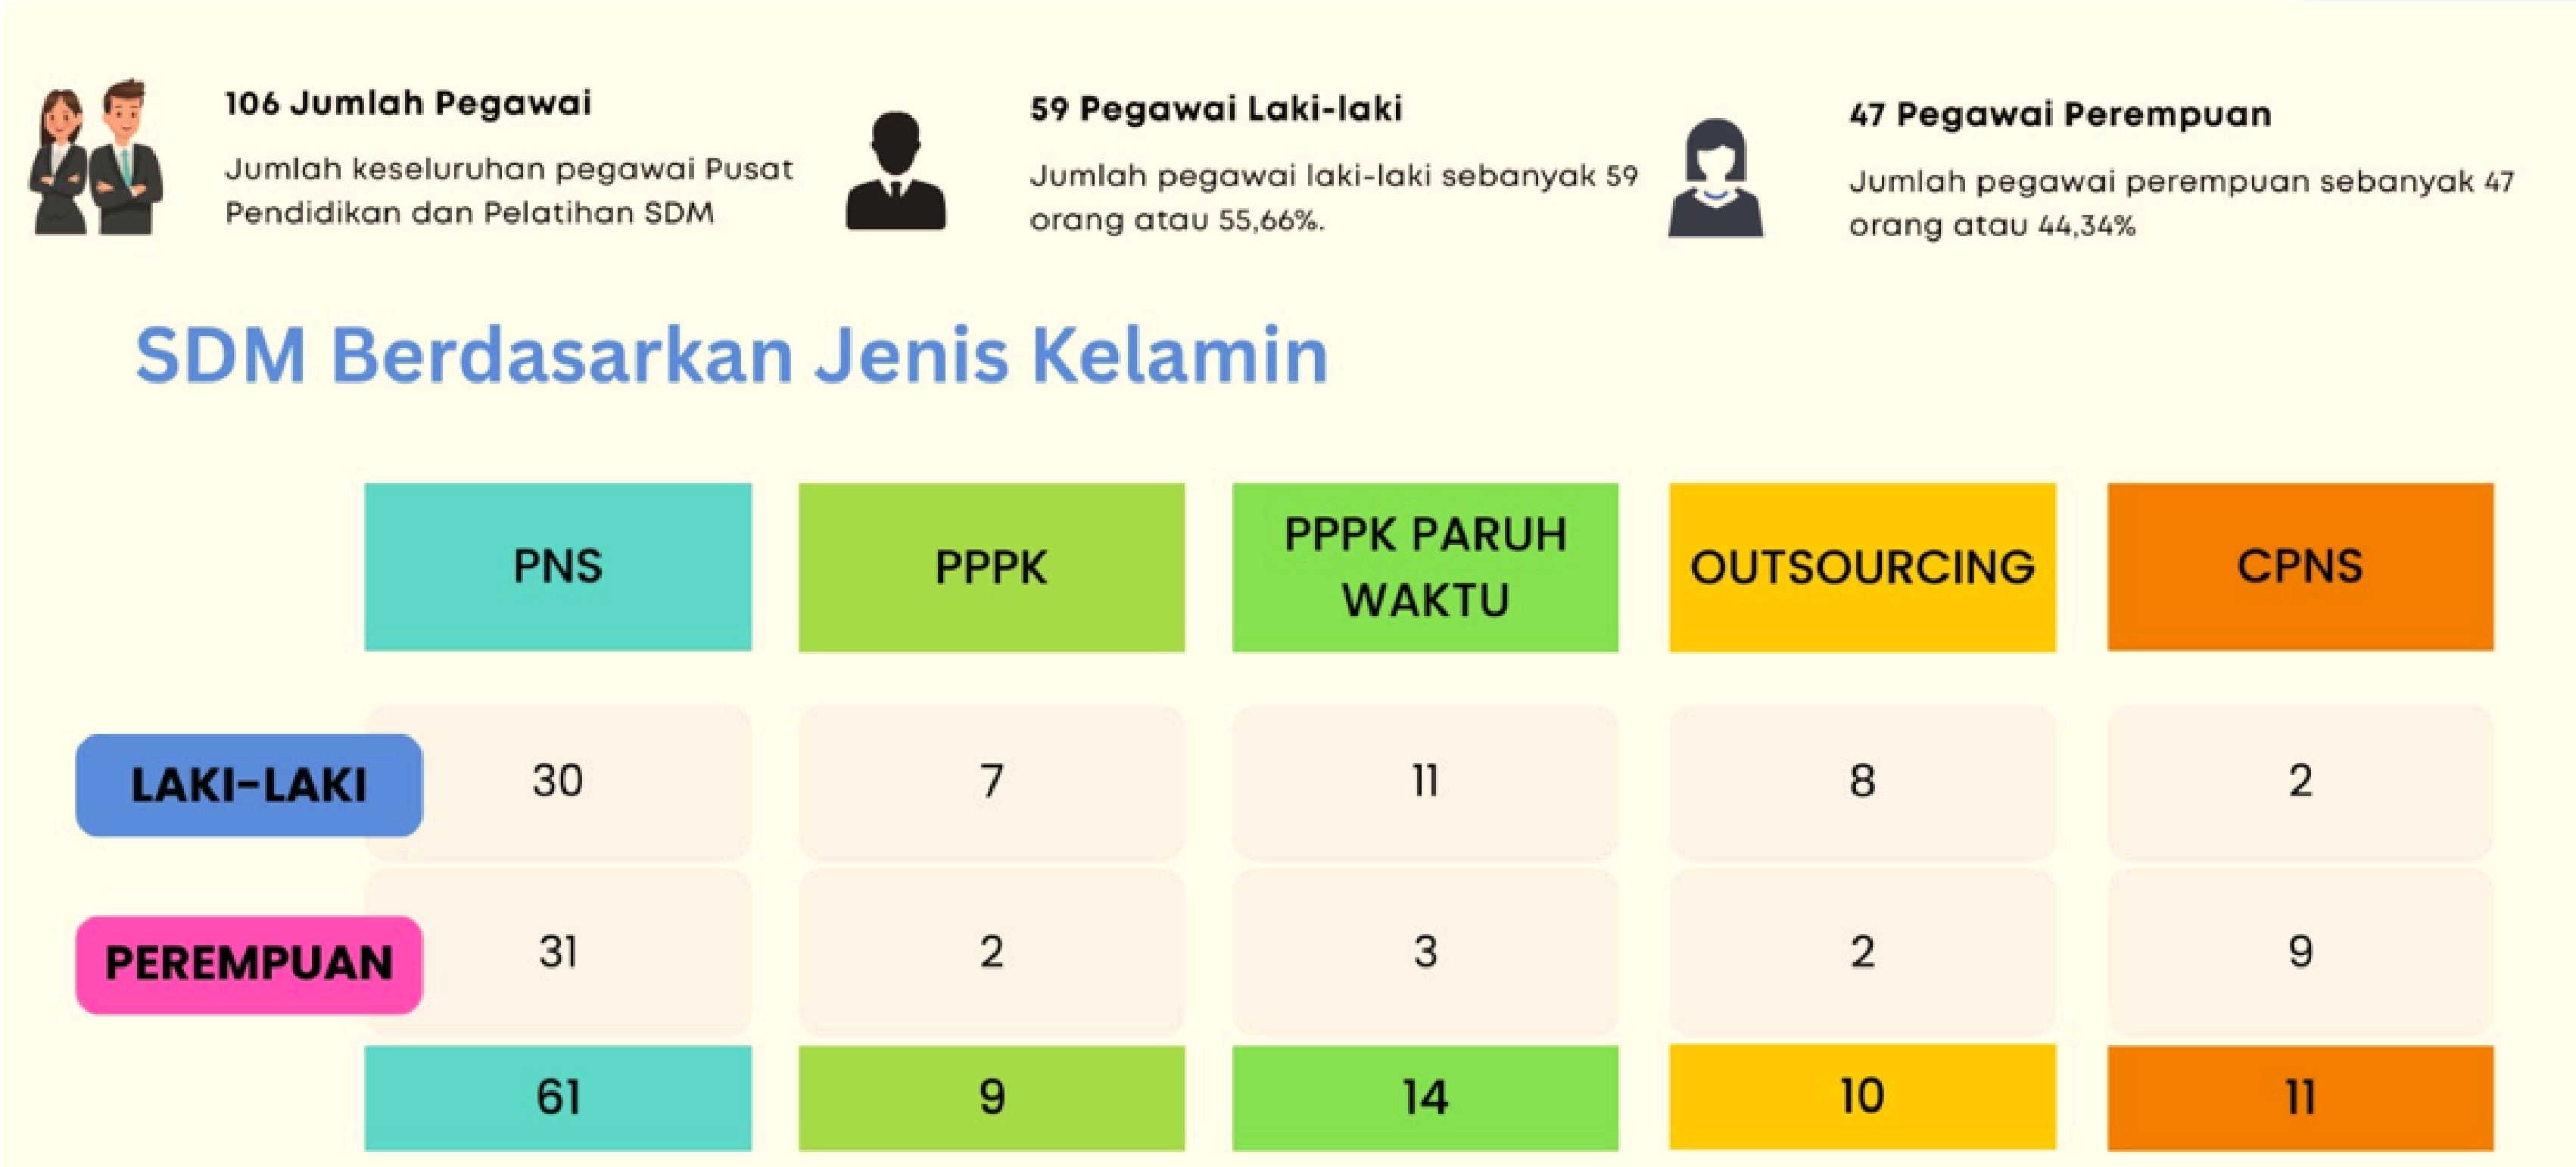 106 Jumlah Pegawai
Jumlah keseluruhan pegawai Pusat
Pendidikan dan Pelatihan SDM
59 Pegawai Laki-laki
Jumlah pegawai laki-laki sebanyak 59
orang atau 55,66%.
47 Pegawai Perempuan
Jumlah pegawai perempuan sebanyak 47
orang atau 44,34%
SDM Berdasarkan Jenis Kelamin
PNS
PPPK
PPPK PARUH
WAKTU
OUTSOURCING
CPNS
LAKI-LAKI
30
7
11
8
2
PEREMPUAN
31
2
3
2
9
61
9
14
10
11